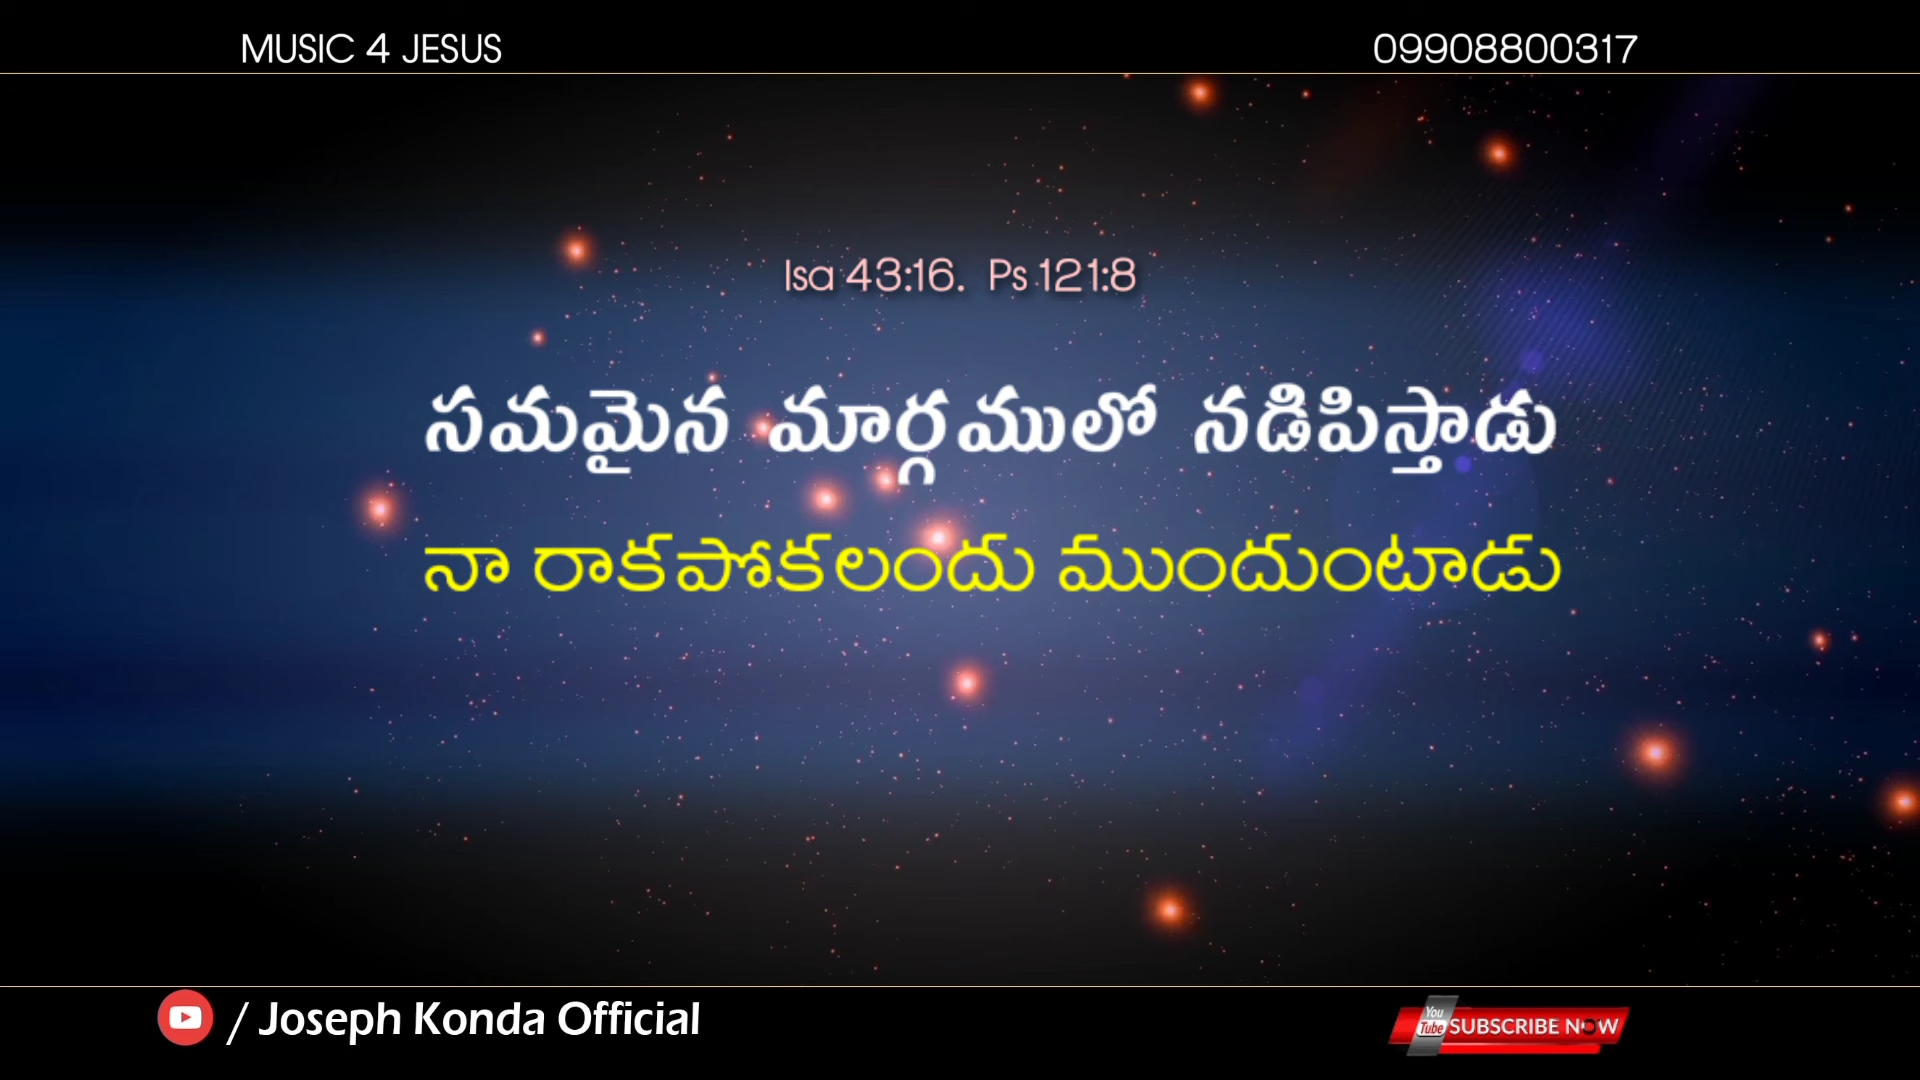 MUSIC 4 JESUS 09908800317
Isa 43:16. Ps 121:8
సమమైన మార్గములో నడిపిస్తాడు
నా రాకపోకలందు ముందుంటాడు
/ Joseph Konda Official You Tube SUBSCRIBE NOW